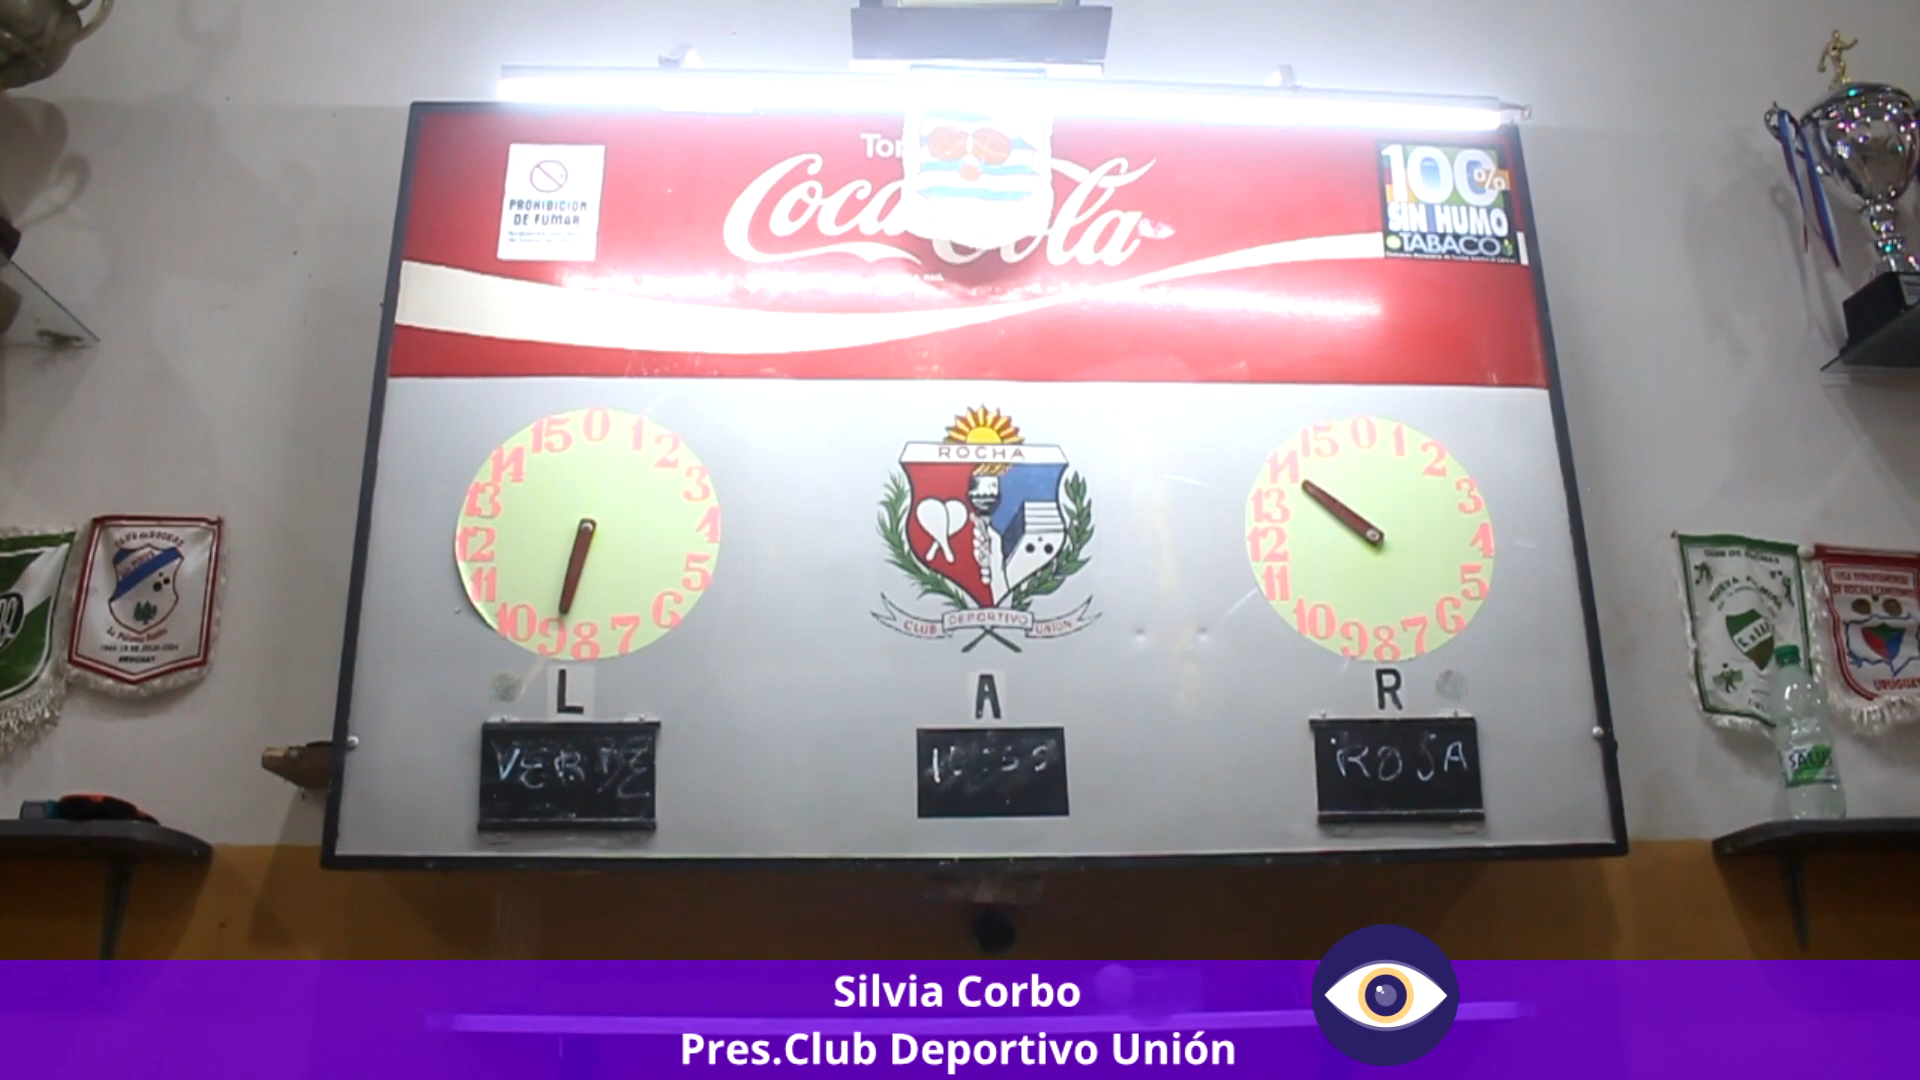 Coca-Cola
PROHIBICION
DE FUMAR
100%
SIN HUMO
TABACO
15 0 1 2 3 4 5 6 7 8 9 10 11 12 13 14
ROCHA
CLUB DEPORTIVO UNION
15 0 1 2 3 4 5 6 7 8 9 10 11 12 13 14
L
A
R
VERDE
ROSA
URUGUAY
SALUS
Silvia Corbo
Pres.Club Deportivo Unión